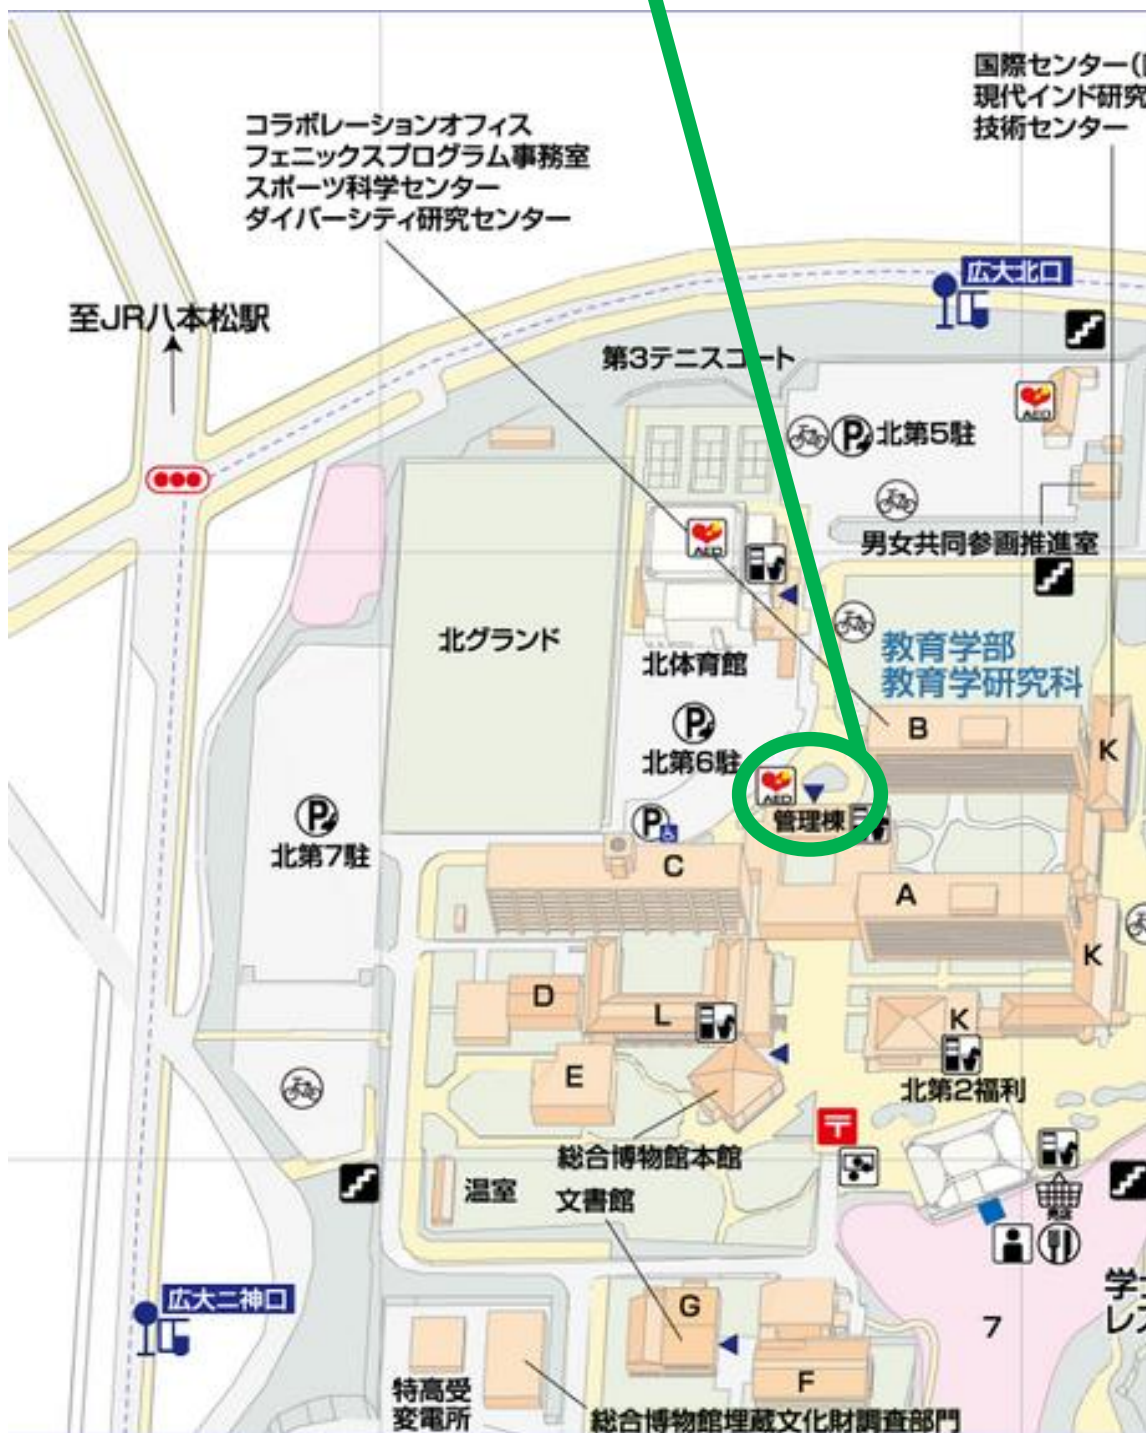 国際センター(
現代インド研究
技術センター
コラボレーションオフィス
フェニックスプログラム事務室
スポーツ科学センター
ダイバーシティ研究センター
広大北口
至JR八本松駅
第3テニスコート
AED
P 北第5駐
AED
男女共同参画推進室
北グランド
教育学部
教育学研究科
北体育館
P
北第6駐
B
K
AED
管理棟
P
北第7駐
P
C
A
K
D
L
K
E
北第2福利
〒
総合博物館本館
温室
文書館
売店
広大二神口
G
7
レス
F
特高受
変電所
総合博物館埋蔵文化財調査部門